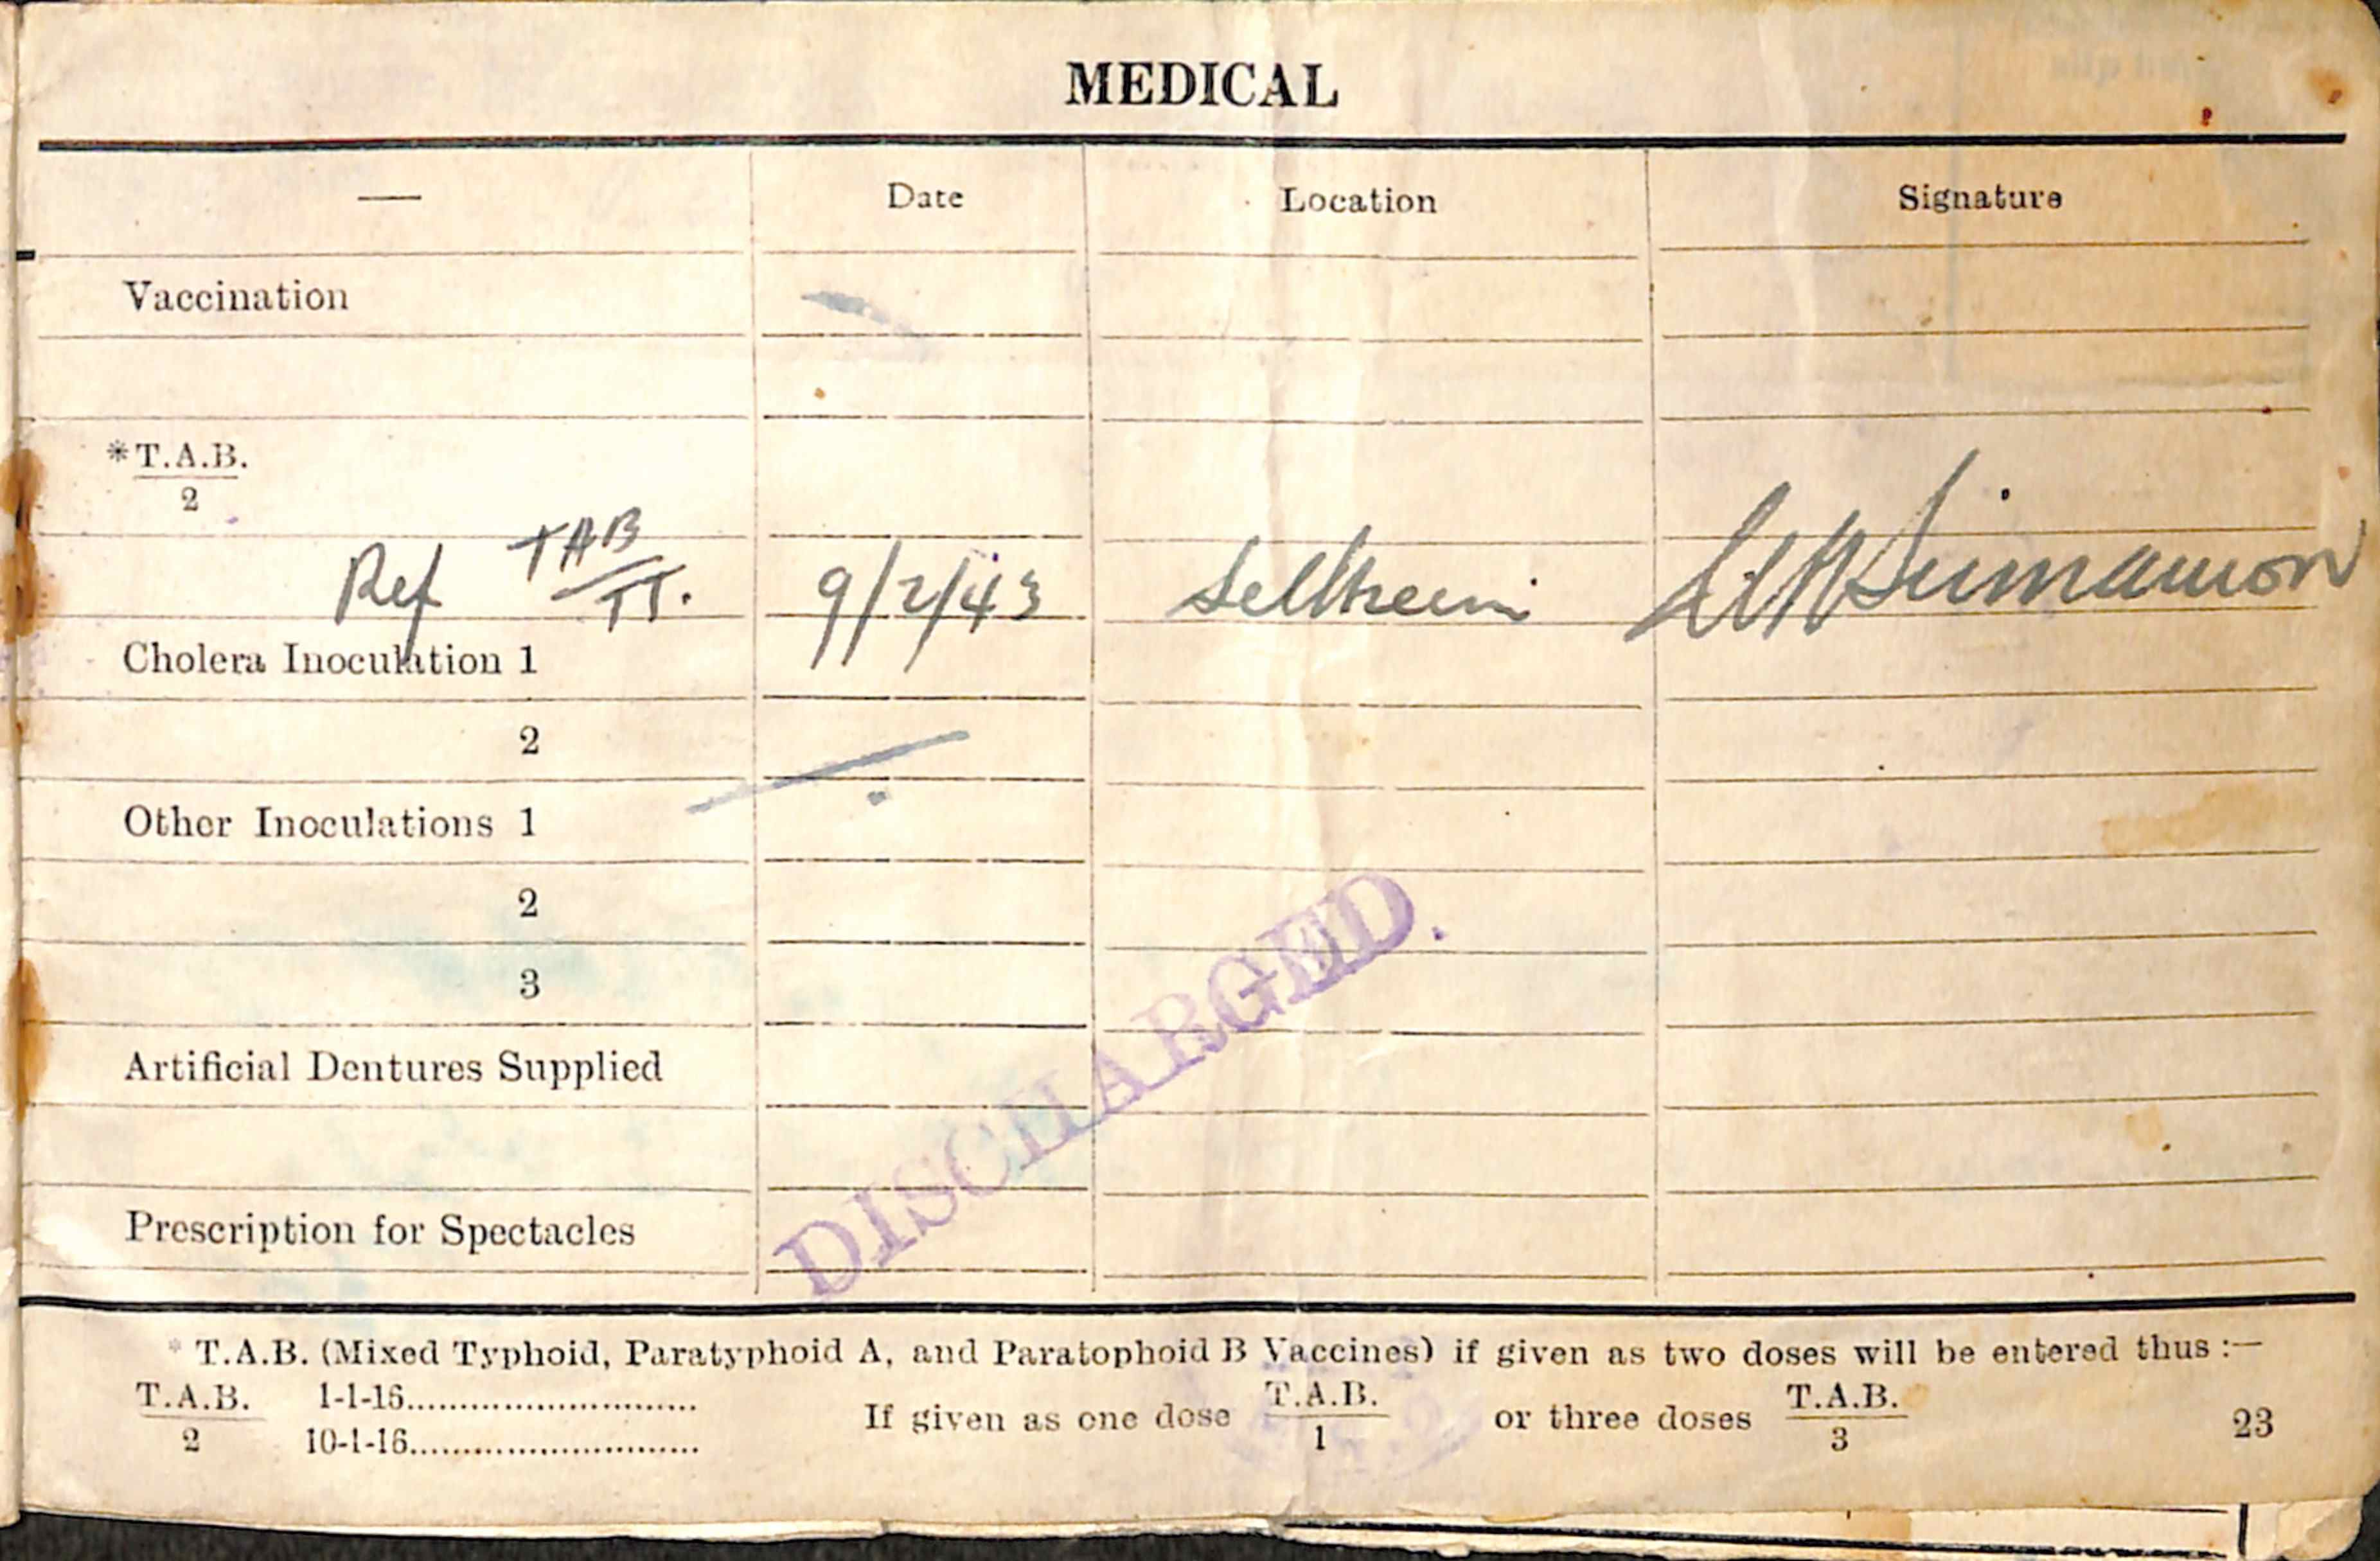 MEDICAL
— Date Location Signature
Vaccination
*T.A.B.
2
Ref TAB/TT. 9/2/43 Sellheim
Cholera Inoculation 1
2
Other Inoculations 1
2
3
Artificial Dentures Supplied
Prescription for Spectacles
DISCHARGED.
* T.A.B. (Mixed Typhoid, Paratyphoid A, and Paratophoid B Vaccines) if given as two doses will be entered thus :—
T.A.B. 1-1-16...........................
2 10-1-16...........................
If given as one dose T.A.B. or three doses T.A.B.
1 3
23